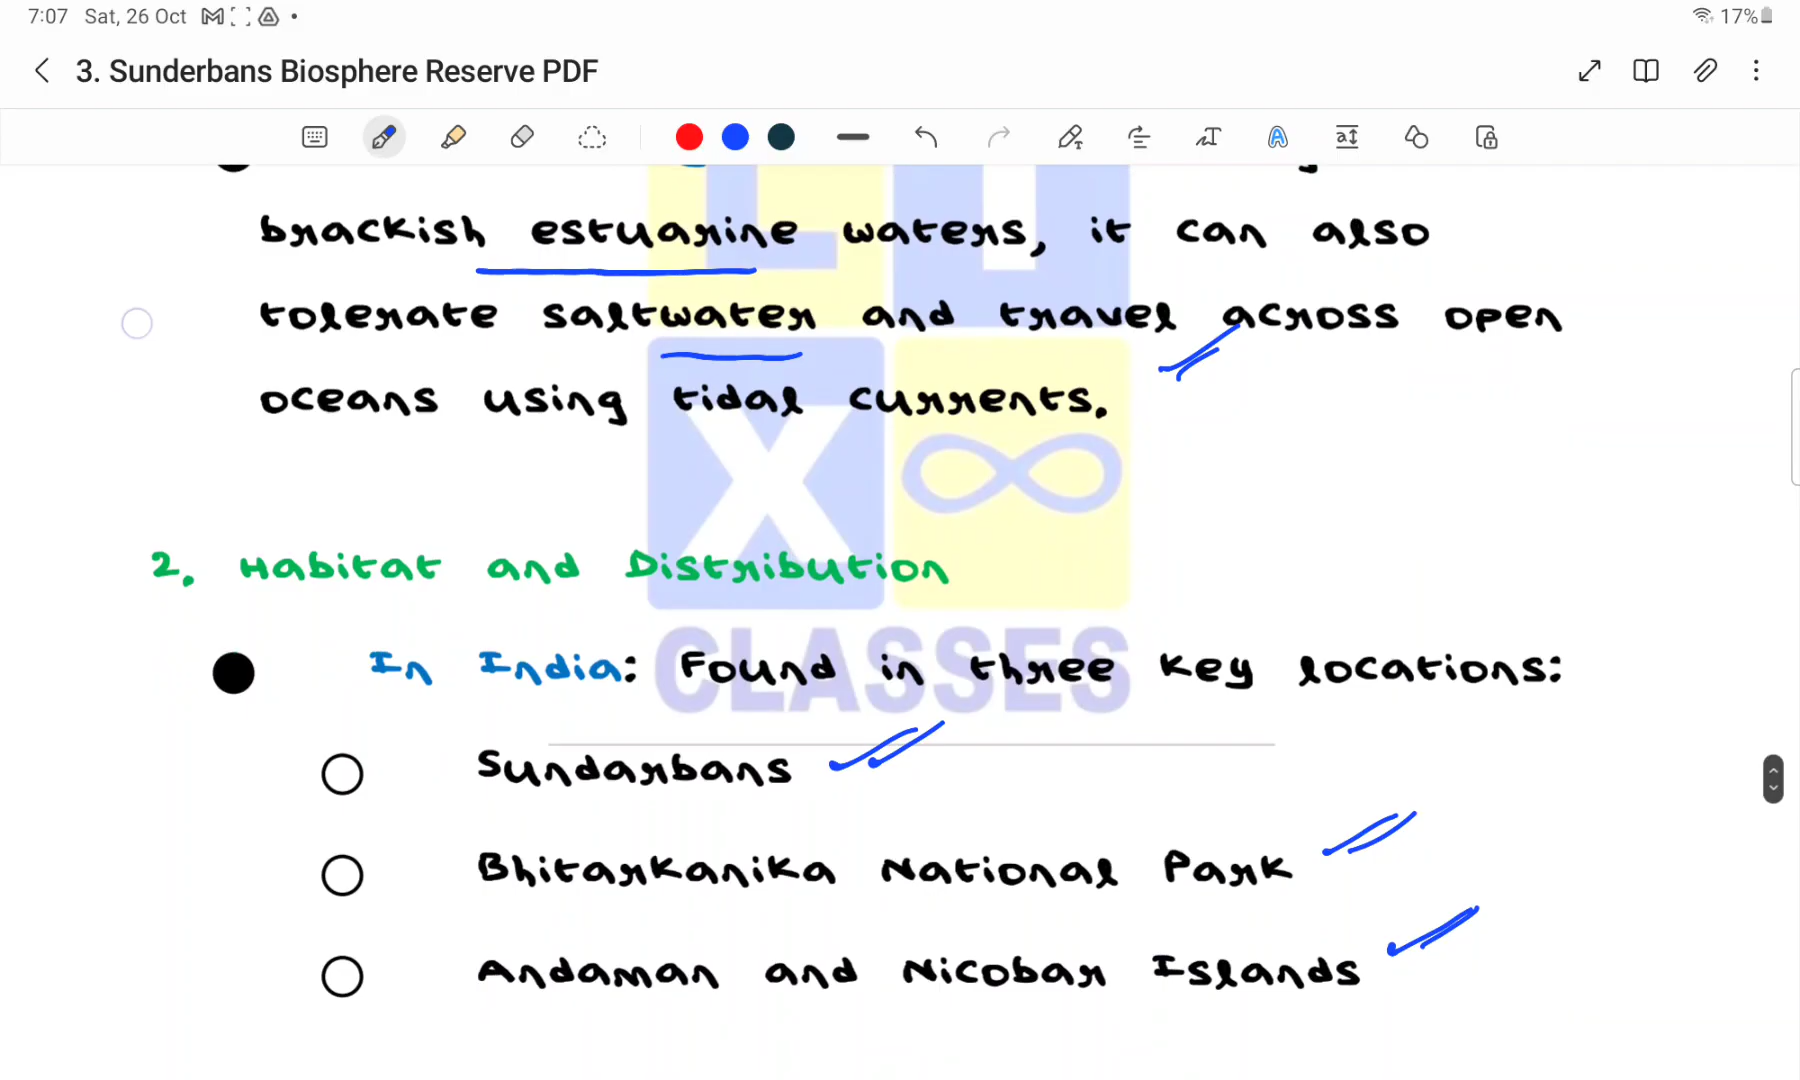 7:07 Sat, 26 Oct
17%
3. Sunderbans Biosphere Reserve PDF
brackish estuarine waters, it can also
tolerate saltwater and travel across open
oceans using tidal currents.
X
2. Habitat and Distribution
In India: Found in three key locations:
CLASSES
Sundarbans
Bhitarkanika National Park
Andaman and Nicobar Islands